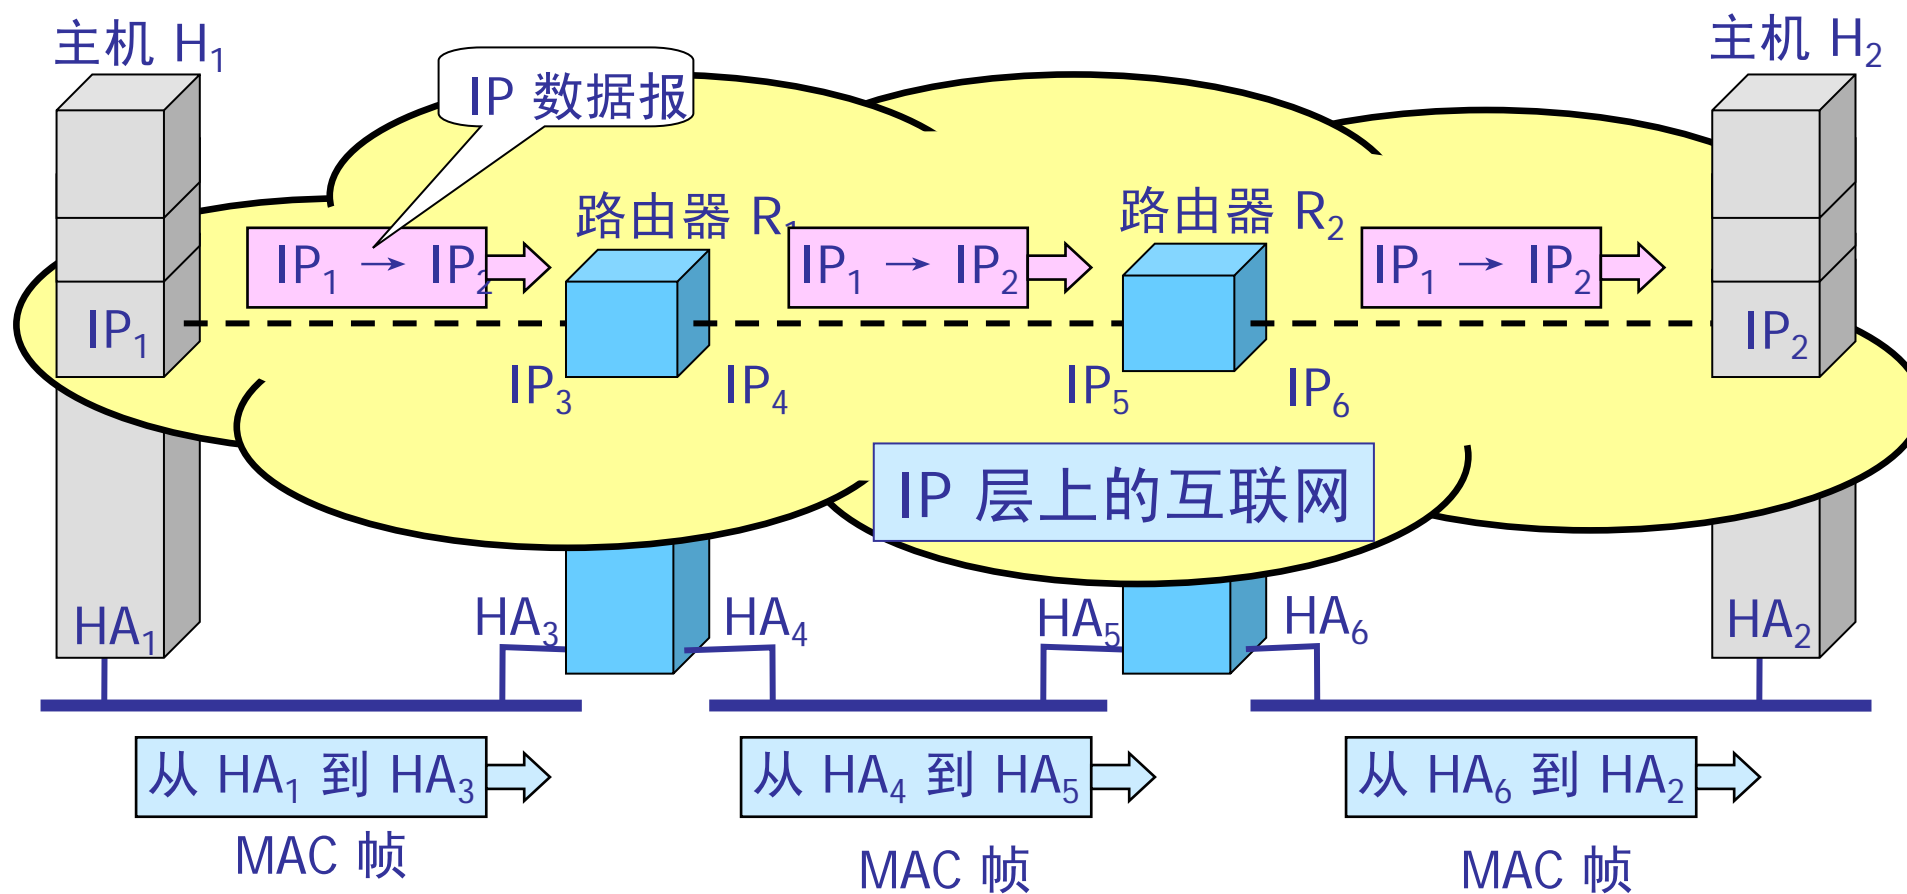 主机 H₁
主机 H₂
IP 数据报
路由器 R₁
路由器 R₂
IP₁ → IP₂
IP₁ → IP₂
IP₁ → IP₂
IP₁
IP₂
IP₃
IP₄
IP₅
IP₆
IP 层上的互联网
HA₁
HA₃
HA₄
HA₅
HA₆
HA₂
从 HA₁ 到 HA₃
从 HA₄ 到 HA₅
从 HA₆ 到 HA₂
MAC 帧
MAC 帧
MAC 帧